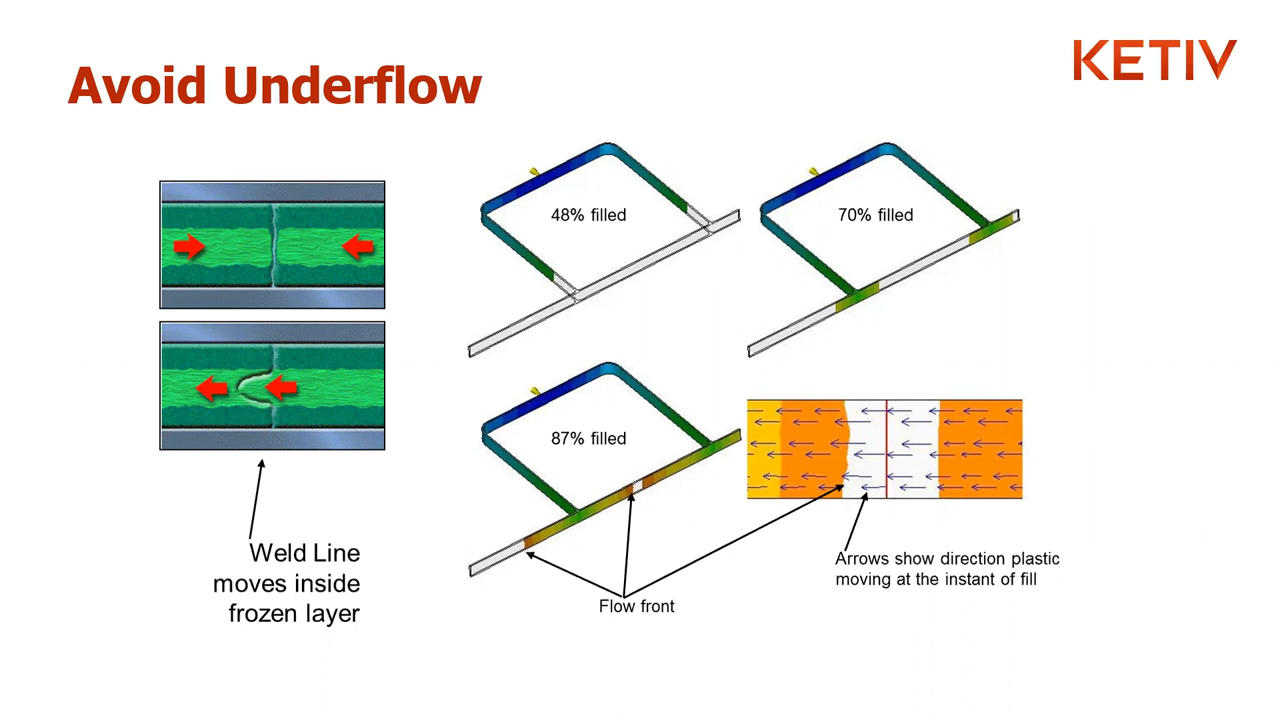 KETIV
Avoid Underflow
48% filled
70% filled
87% filled
Weld Line
moves inside
frozen layer
Flow front
Arrows show direction plastic
moving at the instant of fill